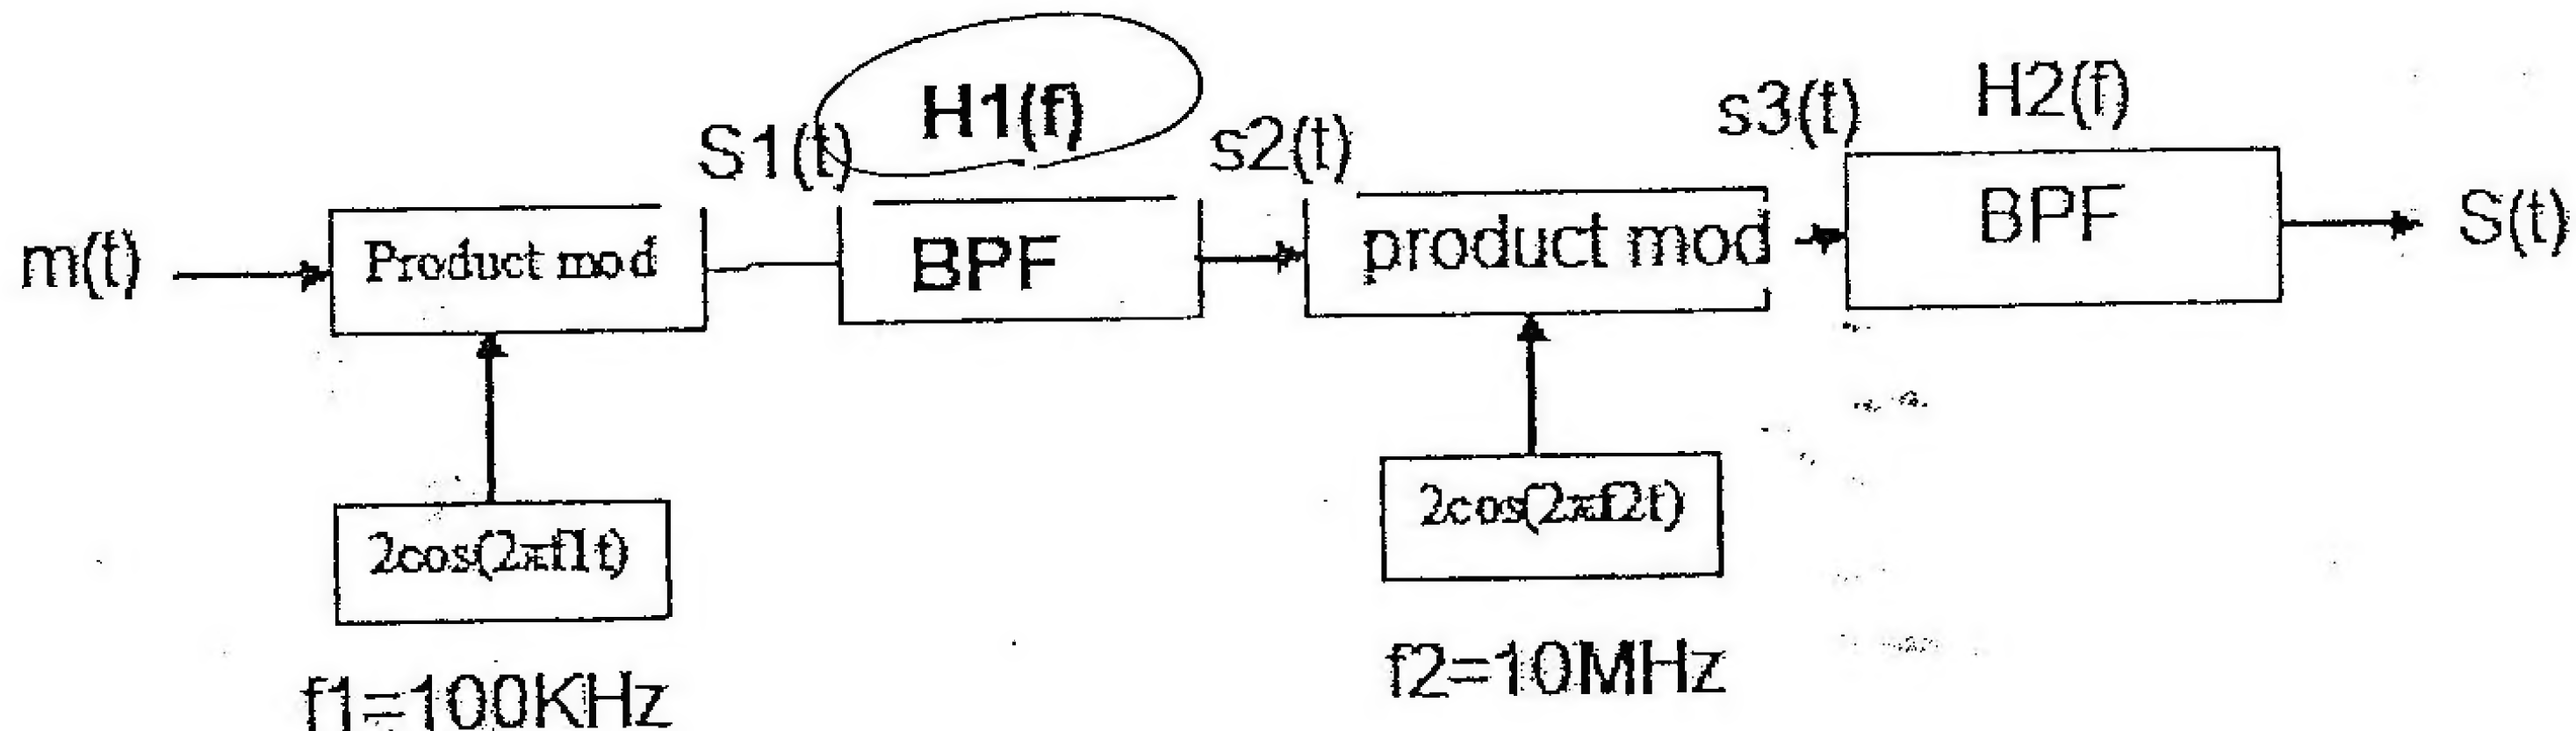 m(t)
Product mod
S1(t)
H1(f)
BPF
s2(t)
product mod
s3(t)
H2(f)
BPF
S(t)
2cos(2πf1t)
f1=100KHz
2cos(2πf2t)
f2=10MHz